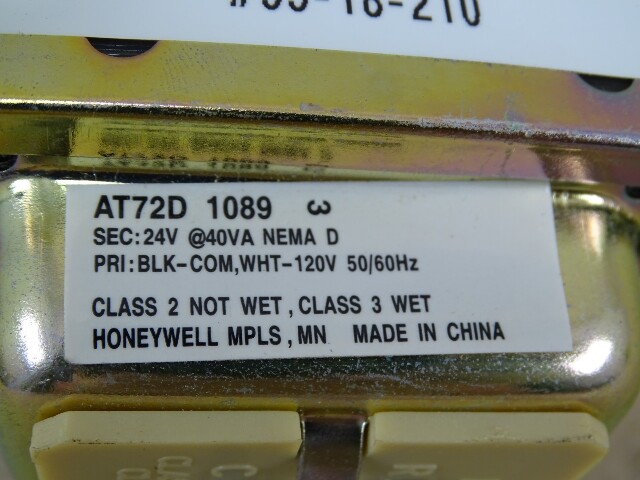 AT72D 1089 3
SEC:24V @40VA NEMA D
PRI:BLK-COM,WHT-120V 50/60Hz
CLASS 2 NOT WET, CLASS 3 WET
HONEYWELL MPLS, MN MADE IN CHINA
C
R